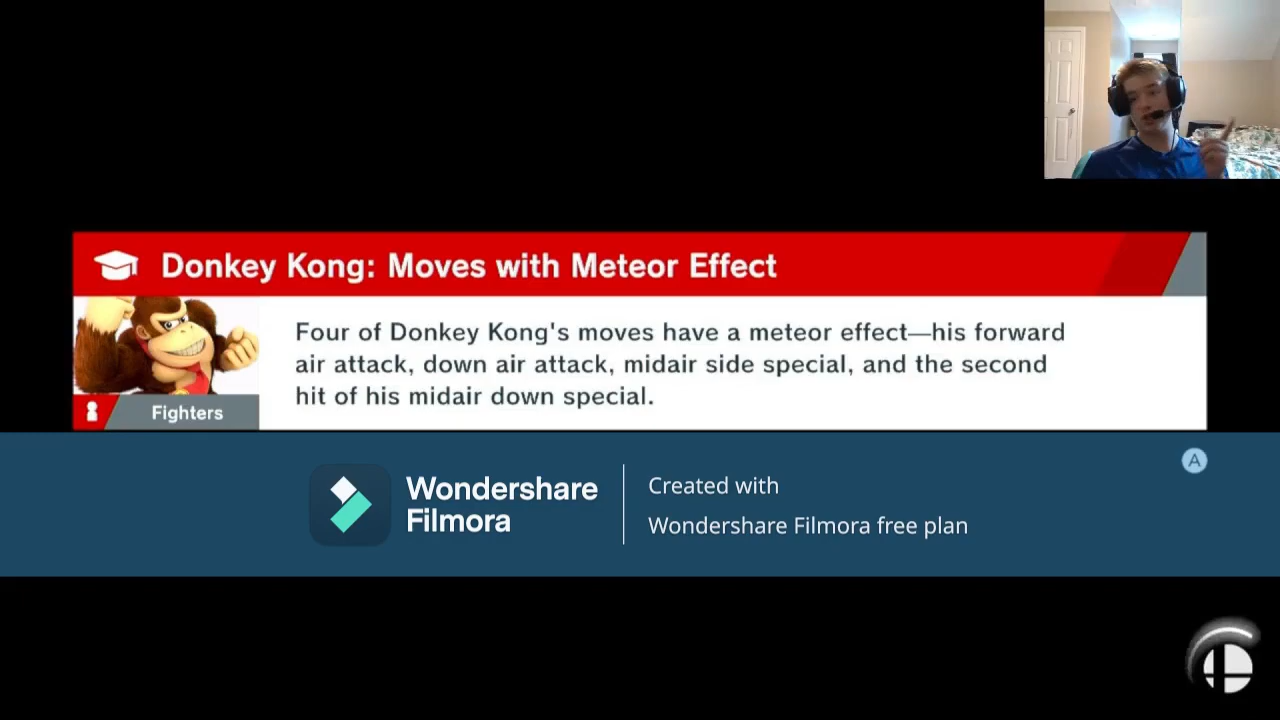 Donkey Kong: Moves with Meteor Effect
Four of Donkey Kong's moves have a meteor effect—his forward
air attack, down air attack, midair side special, and the second
hit of his midair down special.
Fighters
A
Wondershare
Filmora
Created with
Wondershare Filmora free plan